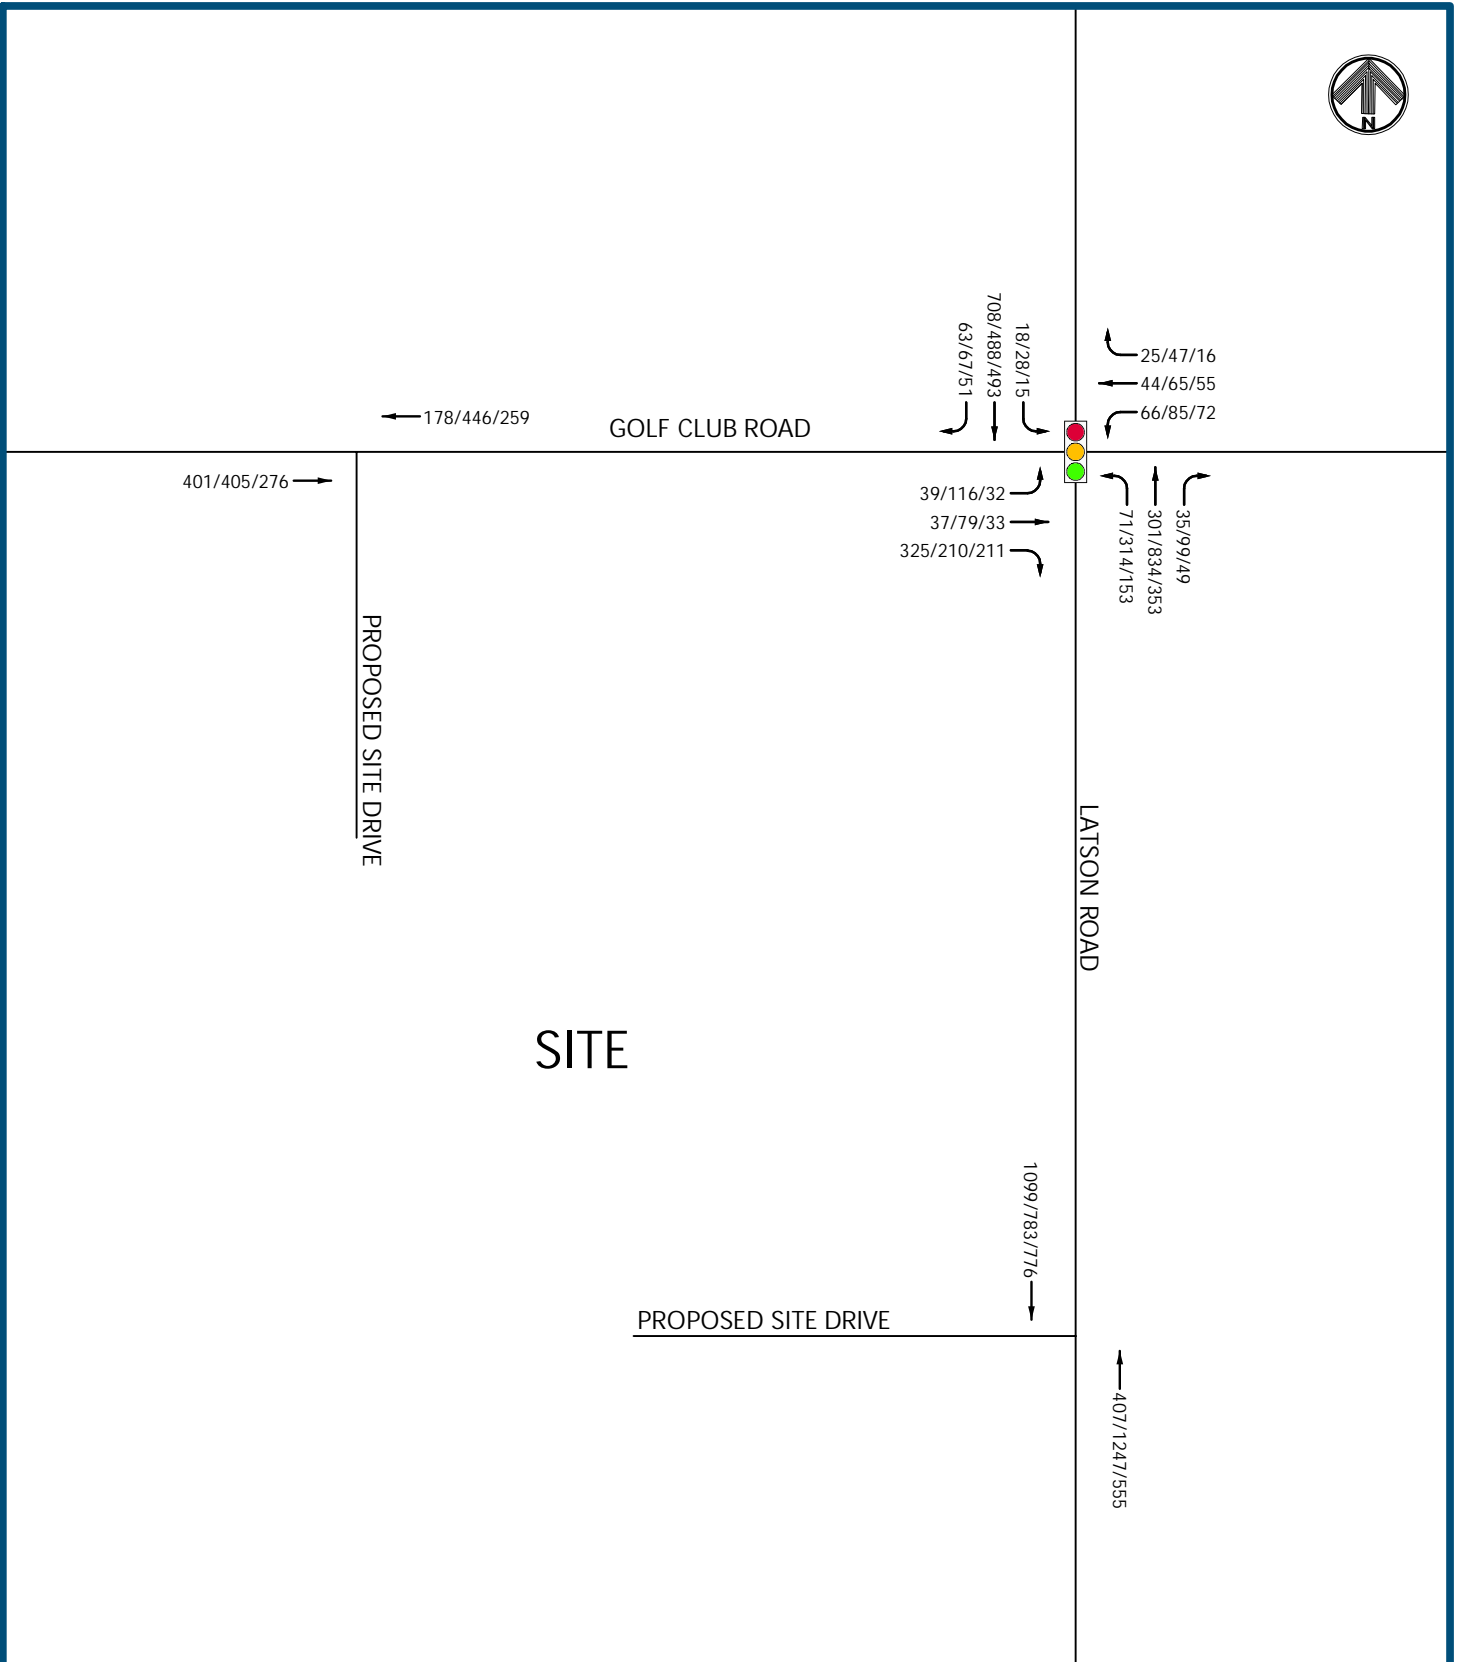 N
63/67/51
708/488/493
18/28/15
25/47/16
44/65/55
66/85/72
178/446/259
GOLF CLUB ROAD
401/405/276
39/116/32
37/79/33
325/210/211
71/314/153
301/834/353
35/99/49
PROPOSED SITE DRIVE
LATSON ROAD
SITE
1099/783/776
PROPOSED SITE DRIVE
407/1247/555